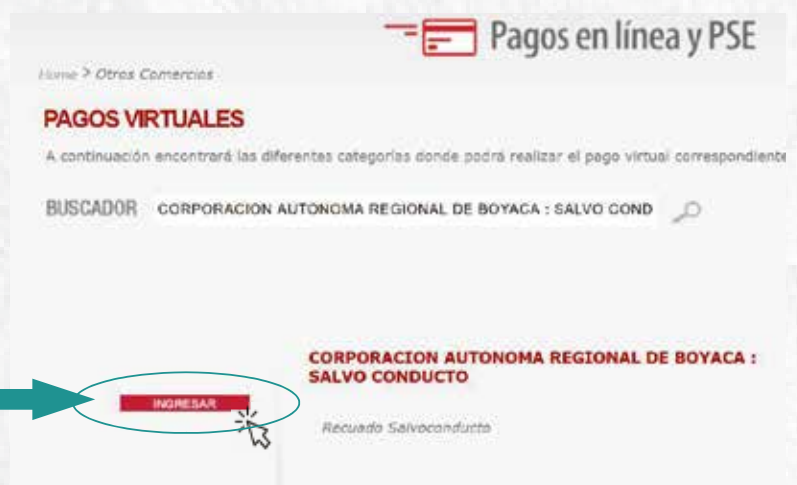 Pagos en línea y PSE
Home > Otros Comercios
PAGOS VIRTUALES
A continuación encontrará las diferentes categorías donde podrá realizar el pago virtual correspondiente
BUSCADOR CORPORACION AUTONOMA REGIONAL DE BOYACA : SALVO COND
CORPORACION AUTONOMA REGIONAL DE BOYACA :
SALVO CONDUCTO
INGRESAR
Recuado Salvoconducto